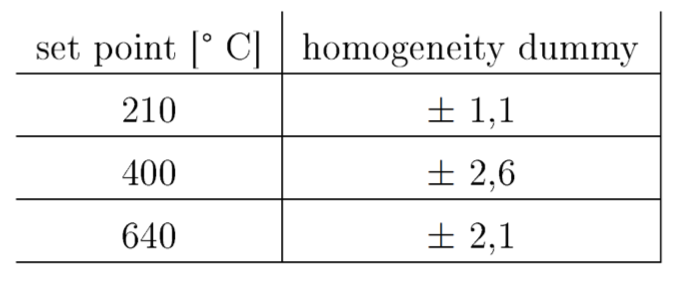 set point [° C] homogeneity dummy
210 ± 1,1
400 ± 2,6
640 ± 2,1